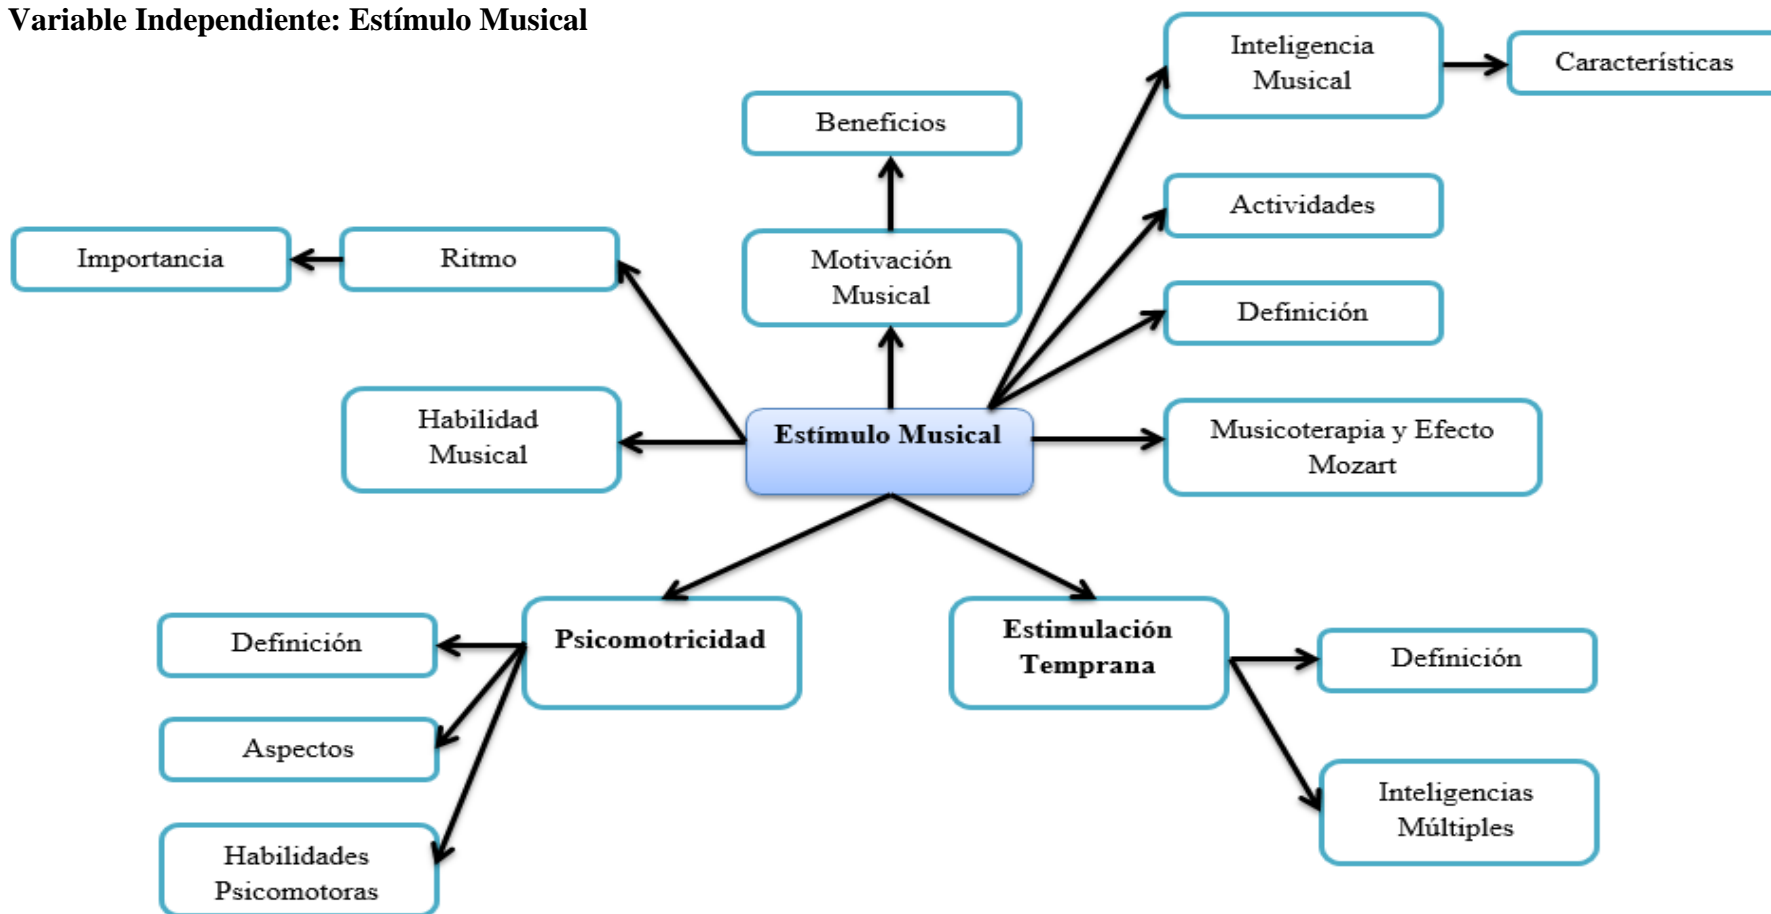 Variable Independiente: Estímulo Musical
Inteligencia
Musical
Características
Beneficios
Actividades
Importancia
Ritmo
Motivación
Musical
Definición
Habilidad
Musical
Estímulo Musical
Musicoterapia y Efecto
Mozart
Definición
Psicomotricidad
Estimulación
Temprana
Definición
Aspectos
Inteligencias
Múltiples
Habilidades
Psicomotoras